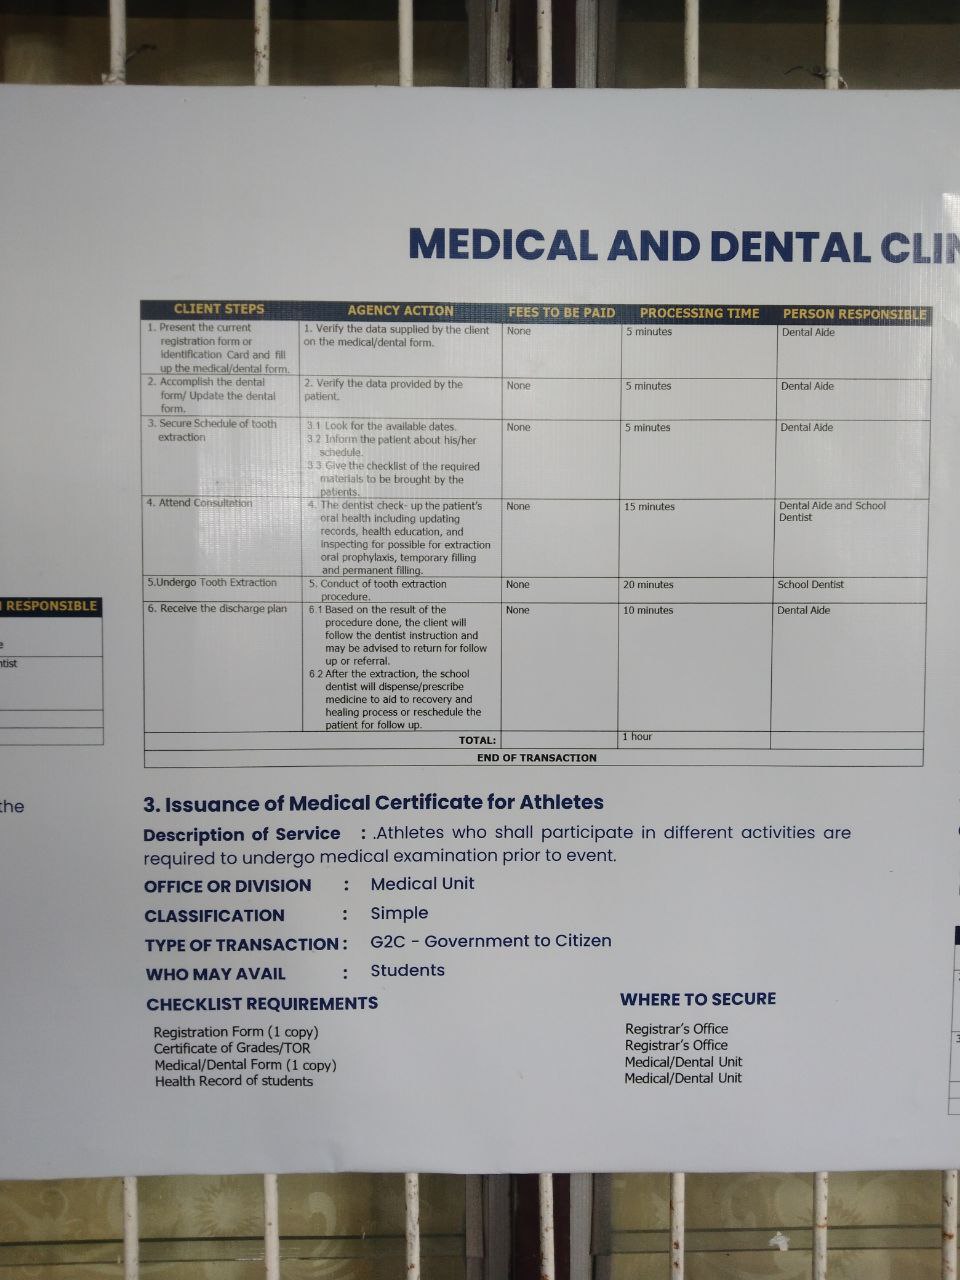 MEDICAL AND DENTAL CLIN
CLIENT STEPS AGENCY ACTION FEES TO BE PAID PROCESSING TIME PERSON RESPONSIBLE
1. Present the current
registration form or
identification Card and fill
up the medical/dental form.
1. Verify the data supplied by the client
on the medical/dental form.
None
5 minutes
Dental Aide
2. Accomplish the dental
form/ Update the dental
form.
2. Verify the data provided by the
patient.
None
5 minutes
Dental Aide
3. Secure Schedule of tooth
extraction
3.1 Look for the available dates.
3.2 Inform the patient about his/her
schedule.
3.3 Give the checklist of the required
materials to be brought by the
patients.
None
5 minutes
Dental Aide
4. Attend Consultation
4. The dentist check- up the patient's
oral health including updating
records, health education, and
inspecting for possible for extraction
oral prophylaxis, temporary filling
and permanent filling.
None
15 minutes
Dental Aide and School
Dentist
5.Undergo Tooth Extraction
5. Conduct of tooth extraction
procedure.
None
20 minutes
School Dentist
6. Receive the discharge plan
6.1 Based on the result of the
procedure done, the client will
follow the dentist instruction and
may be advised to return for follow
up or referral.
6.2 After the extraction, the school
dentist will dispense/prescribe
medicine to aid to recovery and
healing process or reschedule the
patient for follow up.
None
10 minutes
Dental Aide
TOTAL: 1 hour
END OF TRANSACTION
RESPONSIBLE
ntist
the
3. Issuance of Medical Certificate for Athletes
Description of Service : .Athletes who shall participate in different activities are
required to undergo medical examination prior to event.
OFFICE OR DIVISION : Medical Unit
CLASSIFICATION : Simple
TYPE OF TRANSACTION : G2C - Government to Citizen
WHO MAY AVAIL : Students
CHECKLIST REQUIREMENTS WHERE TO SECURE
Registration Form (1 copy) Registrar's Office
Certificate of Grades/TOR Registrar's Office
Medical/Dental Form (1 copy) Medical/Dental Unit
Health Record of students Medical/Dental Unit